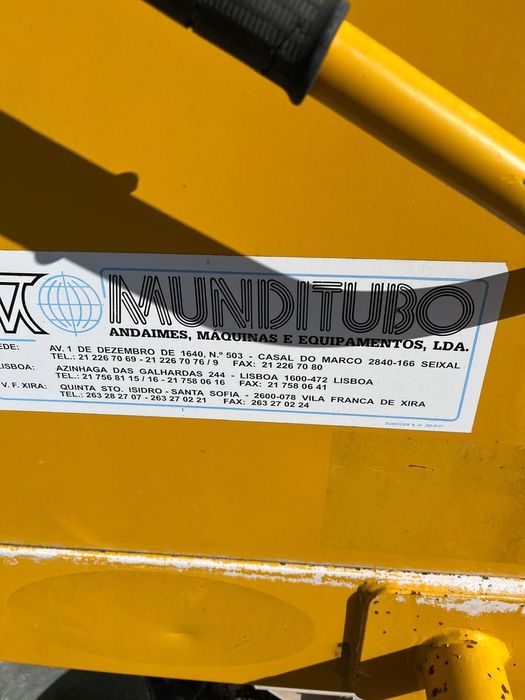 MUNDITUBO
ANDAIMES, MÁQUINAS E EQUIPAMENTOS, LDA.
EDE: AV. 1 DE DEZEMBRO DE 1640, N.º 503 - CASAL DO MARCO 2840-166 SEIXAL
TEL.: 21 226 70 69 - 21 226 70 76 / 9 FAX: 21 226 70 80
LISBOA: AZINHAGA DAS GALHARDAS 244 - LISBOA 1600-472 LISBOA
TEL.: 21 756 81 15 / 16 - 21 758 06 16 FAX: 21 758 06 41
V. F. XIRA: QUINTA STO. ISIDRO - SANTA SOFIA - 2600-078 VILA FRANCA DE XIRA
TEL.: 263 28 27 07 - 263 27 02 21 FAX: 263 27 02 24